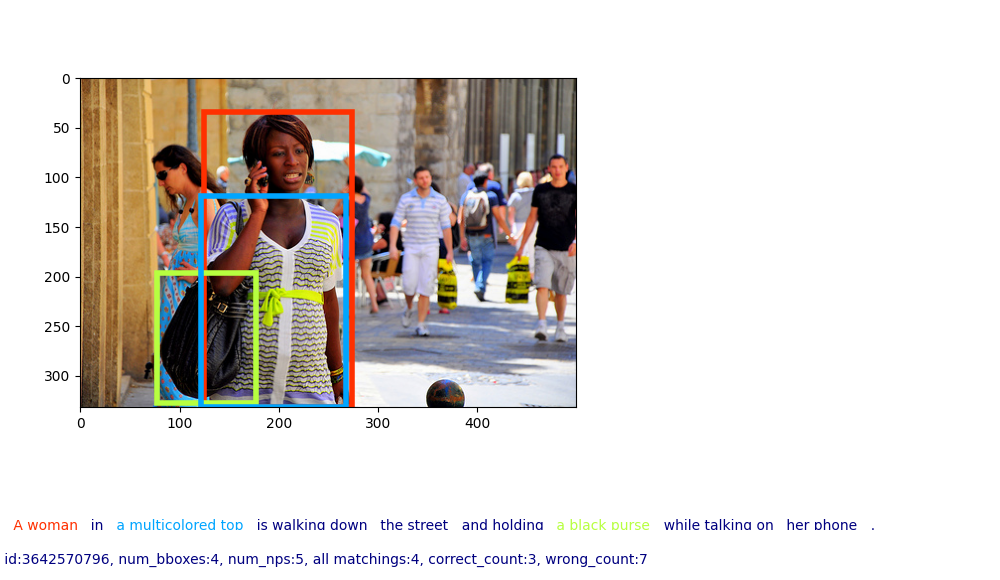 0
50
100
150
200
250
300
0 100 200 300 400
A woman in a multicolored top is walking down the street and holding a black purse while talking on her phone .
id:3642570796, num_bboxes:4, num_nps:5, all matchings:4, correct_count:3, wrong_count:7